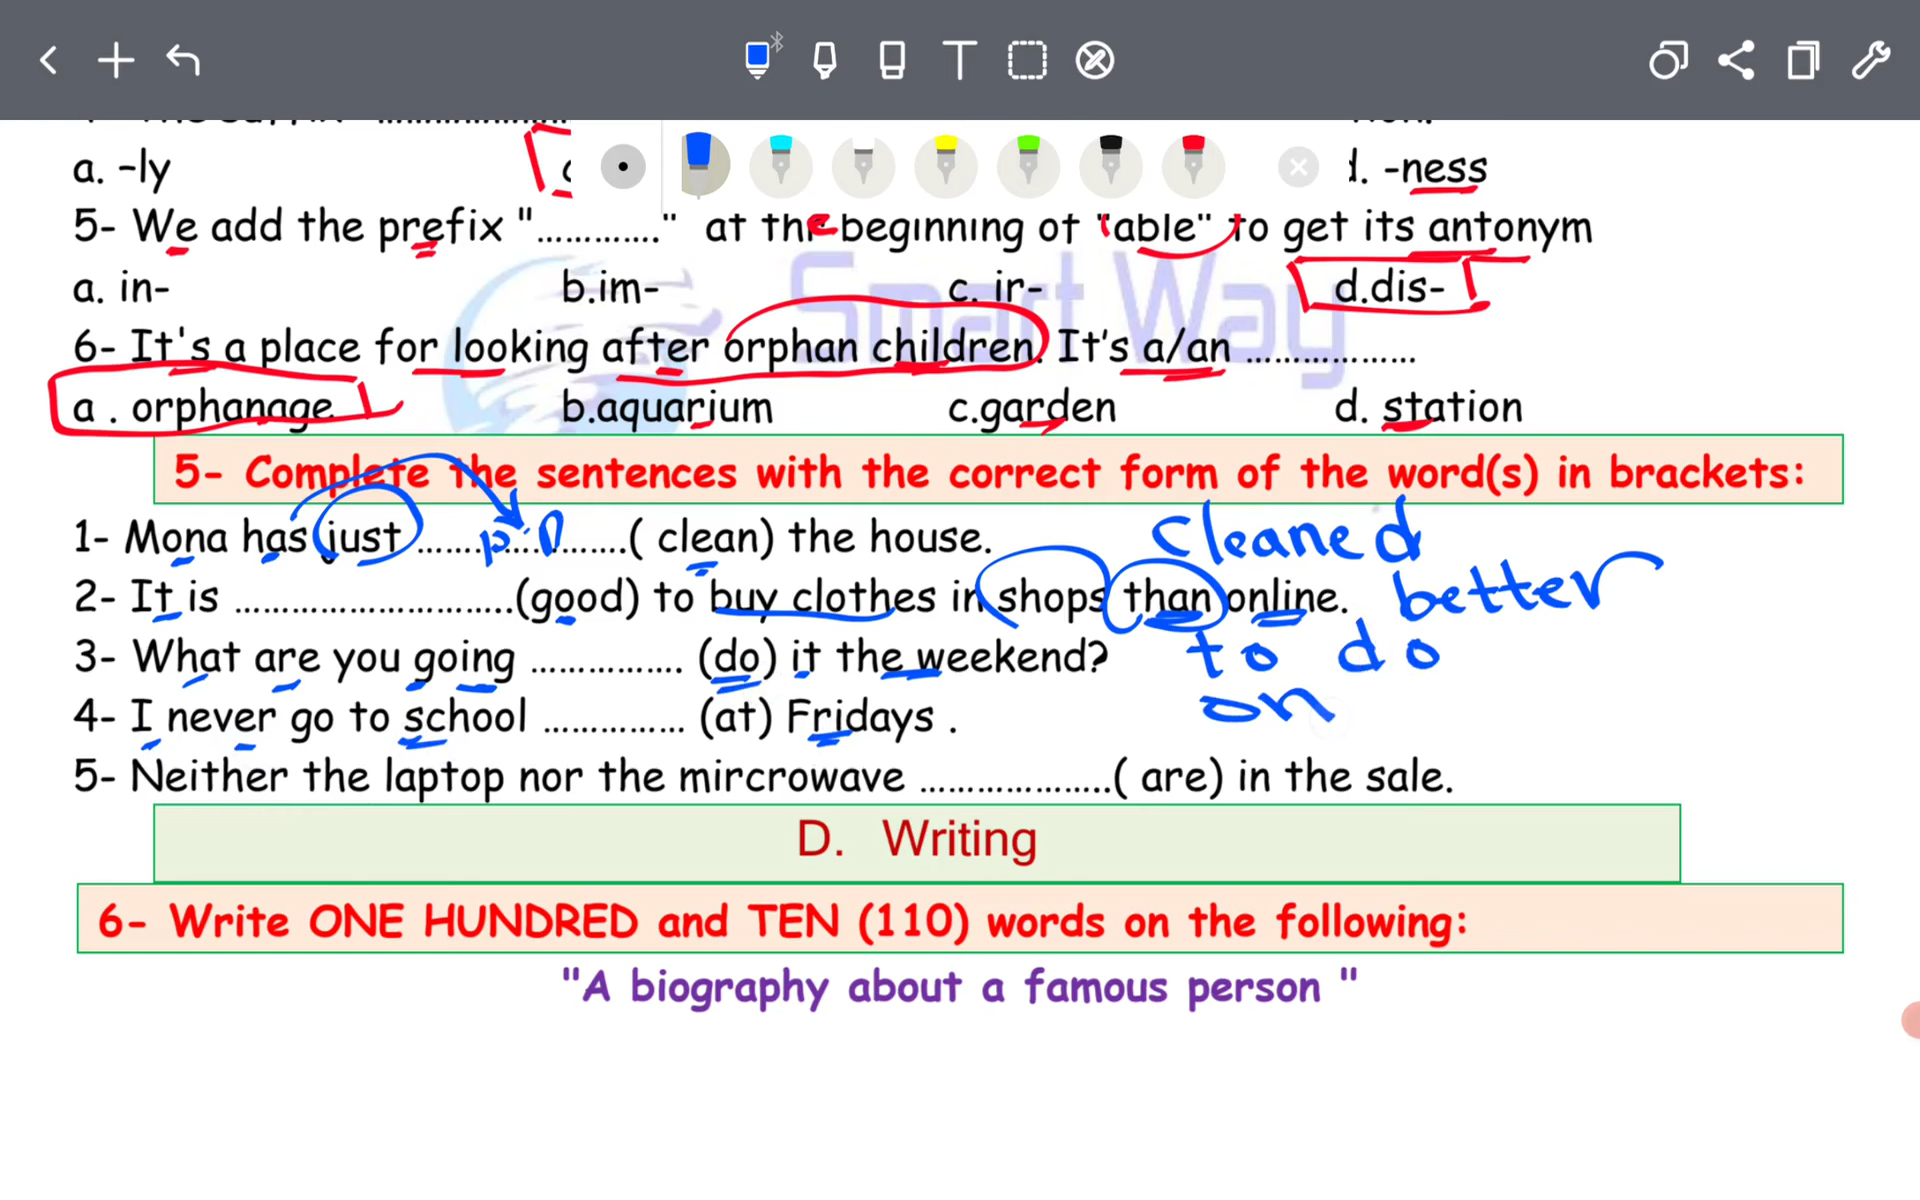 a. -ly d. -ness
5- We add the prefix "............." at the beginning of "able" to get its antonym
a. in- b.im- c. ir- d.dis-
Smart Way
6- It's a place for looking after orphan children. It's a/an ..................
a . orphanage b.aquarium c.garden d. station
5- Complete the sentences with the correct form of the word(s) in brackets:
1- Mona has just ....... p.p .......( clean) the house. cleaned
2- It is .............................(good) to buy clothes in shops than online. better
3- What are you going ................ (do) it the weekend? to do
4- I never go to school ............... (at) Fridays . on
5- Neither the laptop nor the mircrowave ....................( are) in the sale.
D. Writing
6- Write ONE HUNDRED and TEN (110) words on the following:
"A biography about a famous person "